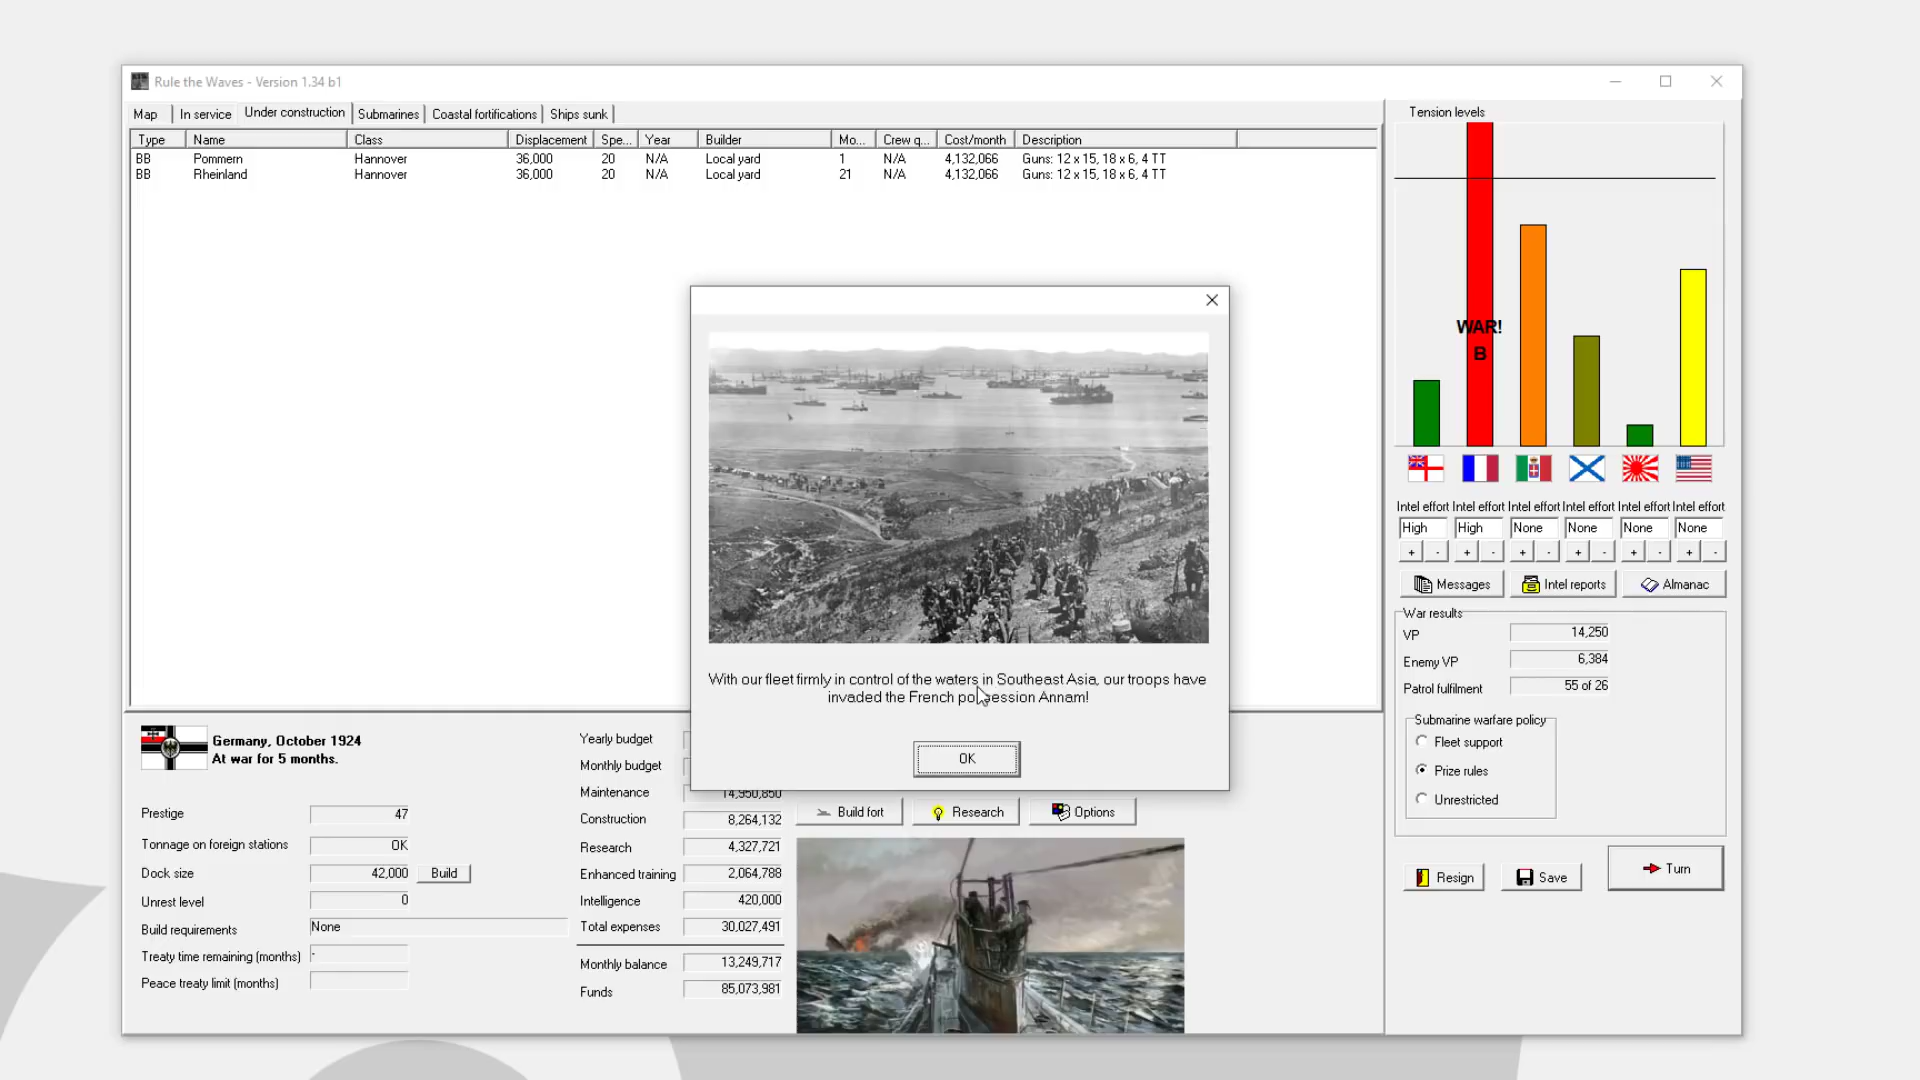 Rule the Waves - Version 1.34 b1
Map In service Under construction Submarines Coastal fortifications Ships sunk
Type Name Class Displacement Spe... Year Builder Mo... Crew q... Cost/month Description
BB Pommern Hannover 36,000 20 N/A Local yard 1 N/A 4,132,066 Guns: 12 x 15, 18 x 6, 4 TT
BB Rheinland Hannover 36,000 20 N/A Local yard 21 N/A 4,132,066 Guns: 12 x 15, 18 x 6, 4 TT
With our fleet firmly in control of the waters in Southeast Asia, our troops have
invaded the French possession Annam!
OK
Germany, October 1924
At war for 5 months.
Prestige 47
Tonnage on foreign stations OK
Dock size 42,000 Build
Unrest level 0
Build requirements None
Treaty time remaining (months) -
Peace treaty limit (months)
Yearly budget
Monthly budget
Maintenance 14,950,850
Construction 8,264,132
Research 4,327,721
Enhanced training 2,064,788
Intelligence 420,000
Total expenses 30,027,491
Monthly balance 13,249,717
Funds 85,073,981
Build fort Research Options
Tension levels
WAR!
B
Intel effort Intel effort Intel effort Intel effort Intel effort Intel effort
High High None None None None
+ - + - + - + - + - + -
Messages Intel reports Almanac
War results
VP 14,250
Enemy VP 6,384
Patrol fulfilment 55 of 26
Submarine warfare policy
Fleet support
Prize rules
Unrestricted
Resign Save Turn